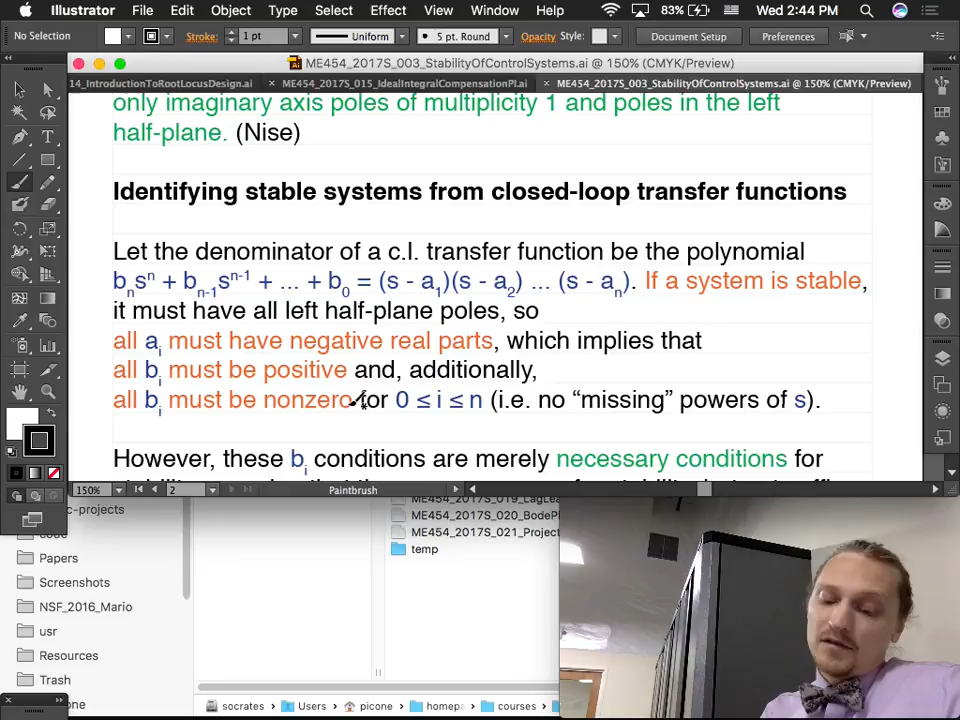 Illustrator File Edit Object Type Select Effect View Window Help 83% Wed 2:44 PM
No Selection Stroke: 1 pt Uniform 5 pt. Round Opacity Style: Document Setup Preferences
ME454_2017S_003_StabilityOfControlSystems.ai @ 150% (CMYK/Preview)
14_IntroductionToRootLocusDesign.ai ME454_2017S_015_IdealIntegralCompensationPI.ai ME454_2017S_003_StabilityOfControlSystems.ai @ 150% (CMYK/Preview)
only imaginary axis poles of multiplicity 1 and poles in the left
half-plane. (Nise)
Identifying stable systems from closed-loop transfer functions
Let the denominator of a c.l. transfer function be the polynomial
bₙsⁿ + bₙ₋₁sⁿ⁻¹ + ... + b₀ = (s - a₁)(s - a₂) ... (s - aₙ). If a system is stable,
it must have all left half-plane poles, so
all aᵢ must have negative real parts, which implies that
all bᵢ must be positive and, additionally,
all bᵢ must be nonzero for 0 ≤ i ≤ n (i.e. no “missing” powers of s).
However, these bᵢ conditions are merely necessary conditions for
150% 2 Paintbrush
c-projects
code
Papers
Screenshots
NSF_2016_Mario
usr
Resources
Trash
ME454_2017S_020_BodeP
ME454_2017S_021_Project
temp
socrates Users picone homepa courses